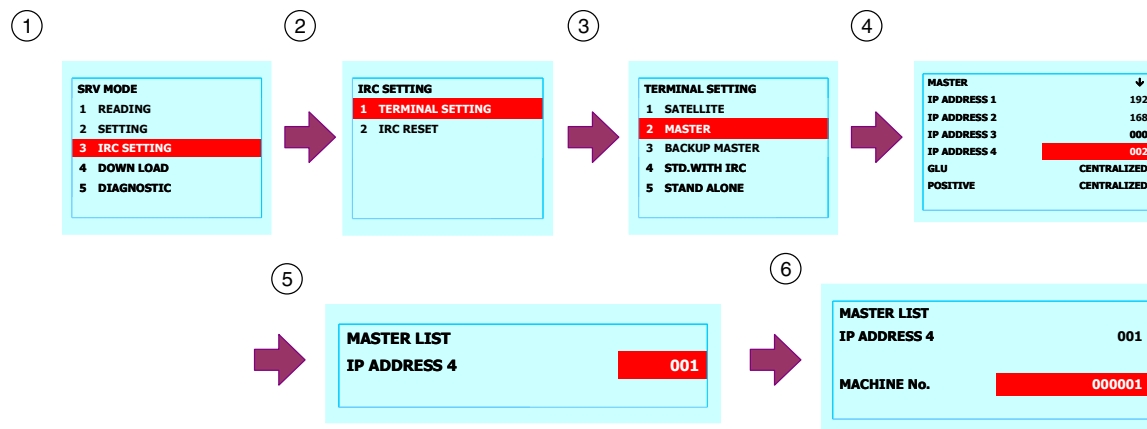 1
SRV MODE
1 READING
2 SETTING
3 IRC SETTING
4 DOWN LOAD
5 DIAGNOSTIC
2
IRC SETTING
1 TERMINAL SETTING
2 IRC RESET
3
TERMINAL SETTING
1 SATELLITE
2 MASTER
3 BACKUP MASTER
4 STD.WITH IRC
5 STAND ALONE
4
MASTER
IP ADDRESS 1 192
IP ADDRESS 2 168
IP ADDRESS 3 000
IP ADDRESS 4 002
GLU CENTRALIZED
POSITIVE CENTRALIZED
5
MASTER LIST
IP ADDRESS 4 001
6
MASTER LIST
IP ADDRESS 4 001
MACHINE No. 000001